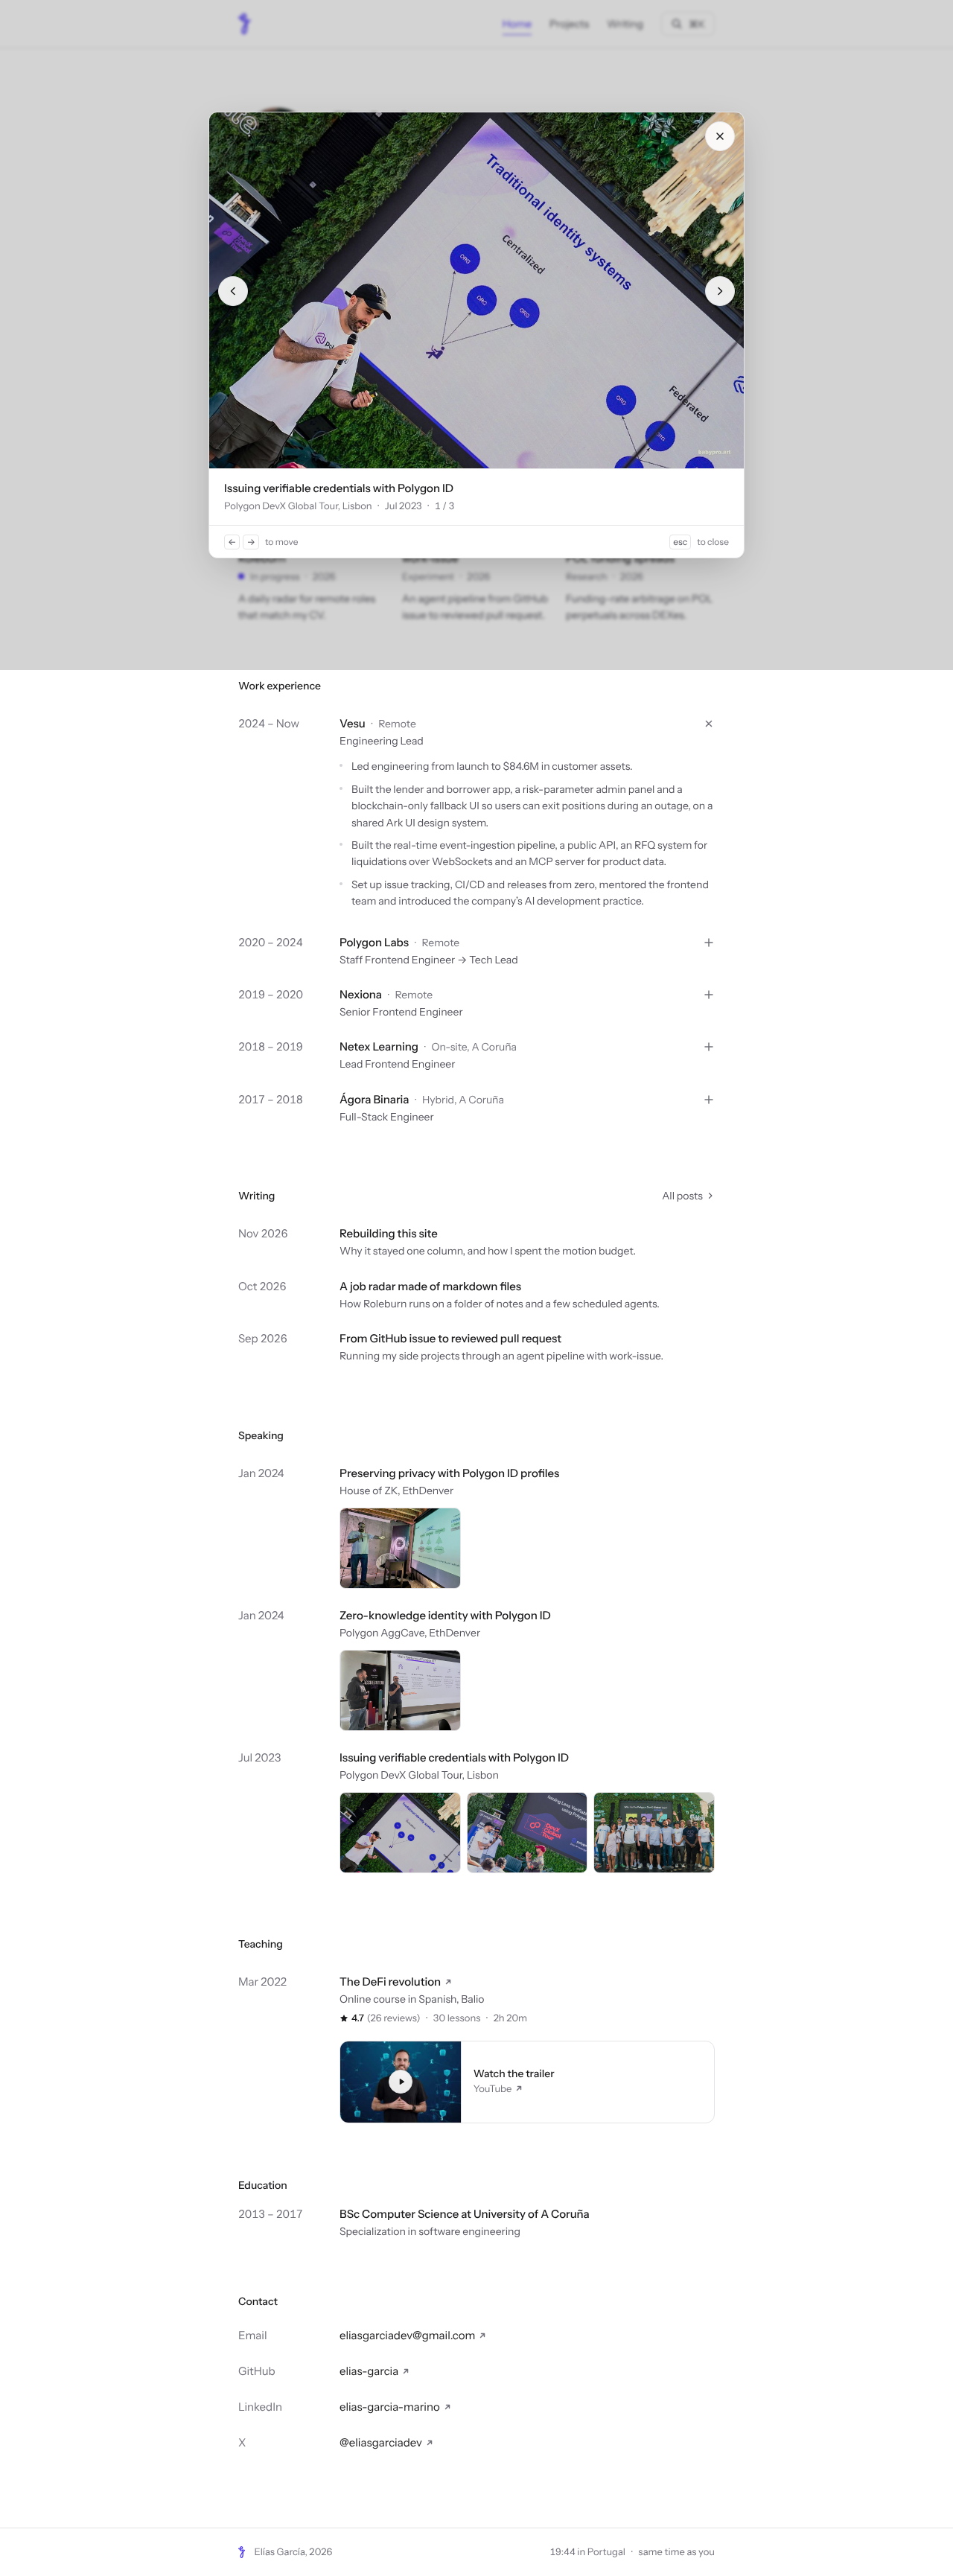 Home Projects Writing ⌘K
Traditional identity systems
Centralized
ORG
ORG
ORG
Federated
ORG
ORG
Issuing verifiable credentials with Polygon ID
Polygon DevX Global Tour, Lisbon · Jul 2023 · 1 / 3
← → to move
esc to close
Roleburn work-issue POL funding spreads
In progress · 2026 Experiment · 2026 Research · 2026
A daily radar for remote roles An agent pipeline from GitHub Funding-rate arbitrage on POL
that match my CV. issue to reviewed pull request. perpetuals across DEXes.
Work experience
2024 – Now Vesu · Remote
Engineering Lead
Led engineering from launch to $84.6M in customer assets.
Built the lender and borrower app, a risk-parameter admin panel and a
blockchain-only fallback UI so users can exit positions during an outage, on a
shared Ark UI design system.
Built the real-time event-ingestion pipeline, a public API, an RFQ system for
liquidations over WebSockets and an MCP server for product data.
Set up issue tracking, CI/CD and releases from zero, mentored the frontend
team and introduced the company's AI development practice.
2020 – 2024 Polygon Labs · Remote
Staff Frontend Engineer → Tech Lead
2019 – 2020 Nexiona · Remote
Senior Frontend Engineer
2018 – 2019 Netex Learning · On-site, A Coruña
Lead Frontend Engineer
2017 – 2018 Ágora Binaria · Hybrid, A Coruña
Full-Stack Engineer
Writing All posts
Nov 2026 Rebuilding this site
Why it stayed one column, and how I spent the motion budget.
Oct 2026 A job radar made of markdown files
How Roleburn runs on a folder of notes and a few scheduled agents.
Sep 2026 From GitHub issue to reviewed pull request
Running my side projects through an agent pipeline with work-issue.
Speaking
Jan 2024 Preserving privacy with Polygon ID profiles
House of ZK, EthDenver
Jan 2024 Zero-knowledge identity with Polygon ID
Polygon AggCave, EthDenver
Jul 2023 Issuing verifiable credentials with Polygon ID
Polygon DevX Global Tour, Lisbon
Teaching
Mar 2022 The DeFi revolution ↗
Online course in Spanish, Balio
★ 4.7 (26 reviews) · 30 lessons · 2h 20m
Watch the trailer
YouTube ↗
Education
2013 – 2017 BSc Computer Science at University of A Coruña
Specialization in software engineering
Contact
Email eliasgarciadev@gmail.com ↗
GitHub elias-garcia ↗
LinkedIn elias-garcia-marino ↗
X @eliasgarciadev ↗
Elías García, 2026 19:44 in Portugal · same time as you